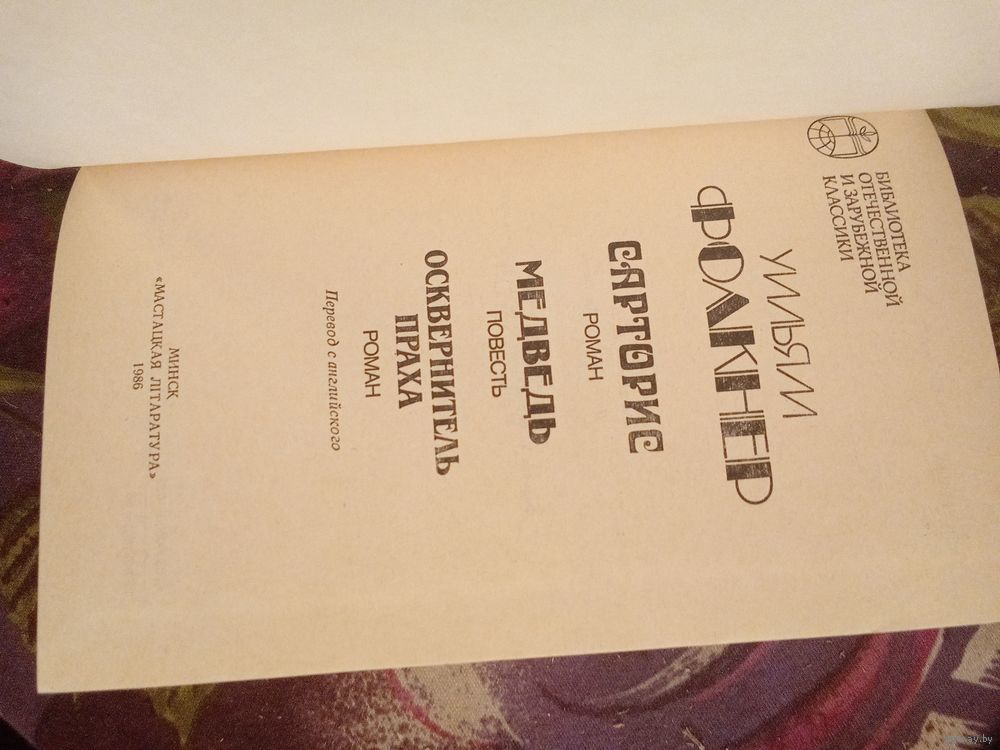 БИБЛИОТЕКА
ОТЕЧЕСТВЕННОЙ
И ЗАРУБЕЖНОЙ
КЛАССИКИ
УИЛЬЯМ
ФОЛКНЕР
САРТОРИС
РОМАН
МЕДВЕДЬ
ПОВЕСТЬ
ОСКВЕРНИТЕЛЬ
ПРАХА
РОМАН
Перевод с английского
МИНСК
«МАСТАЦКАЯ ЛІТАРАТУРА»
1986